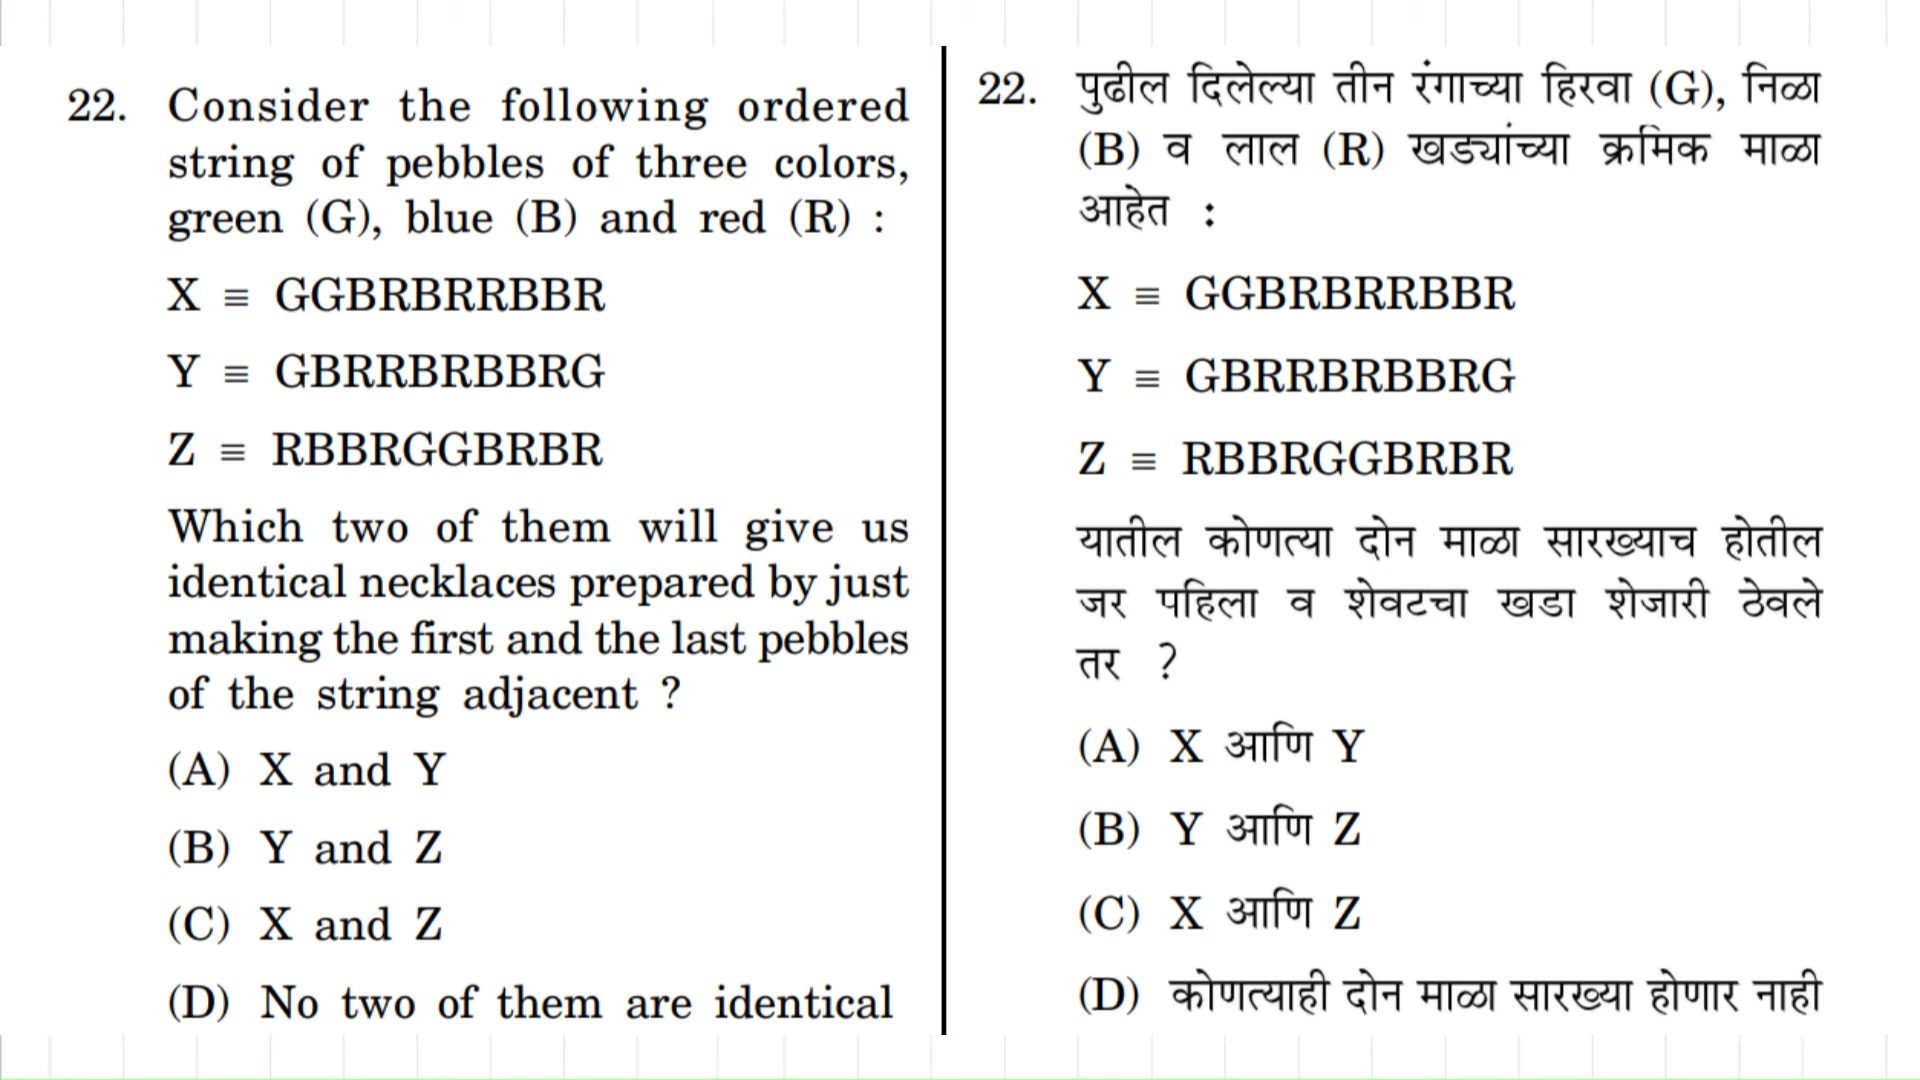 22. Consider the following ordered
string of pebbles of three colors,
green (G), blue (B) and red (R) :
X ≡ GGBRBRRBBR
Y ≡ GBRRBRBBRG
Z ≡ RBBRGGBRBR
Which two of them will give us
identical necklaces prepared by just
making the first and the last pebbles
of the string adjacent ?
(A) X and Y
(B) Y and Z
(C) X and Z
(D) No two of them are identical
22. पुढील दिलेल्या तीन रंगाच्या हिरवा (G), निळा
(B) व लाल (R) खड्यांच्या क्रमिक माळा
आहेत :
X ≡ GGBRBRRBBR
Y ≡ GBRRBRBBRG
Z ≡ RBBRGGBRBR
यातील कोणत्या दोन माळा सारख्याच होतील
जर पहिला व शेवटचा खडा शेजारी ठेवले
तर ?
(A) X आणि Y
(B) Y आणि Z
(C) X आणि Z
(D) कोणत्याही दोन माळा सारख्या होणार नाही